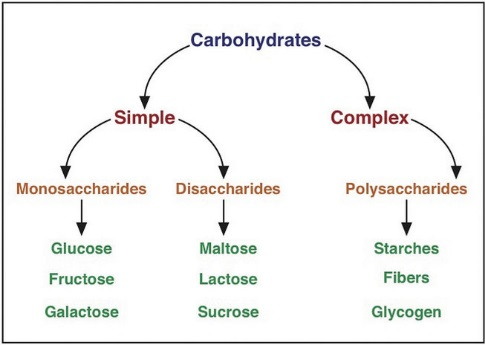 Carbohydrates
Simple
Complex
Monosaccharides
Disaccharides
Polysaccharides
Glucose
Maltose
Starches
Fructose
Lactose
Fibers
Galactose
Sucrose
Glycogen